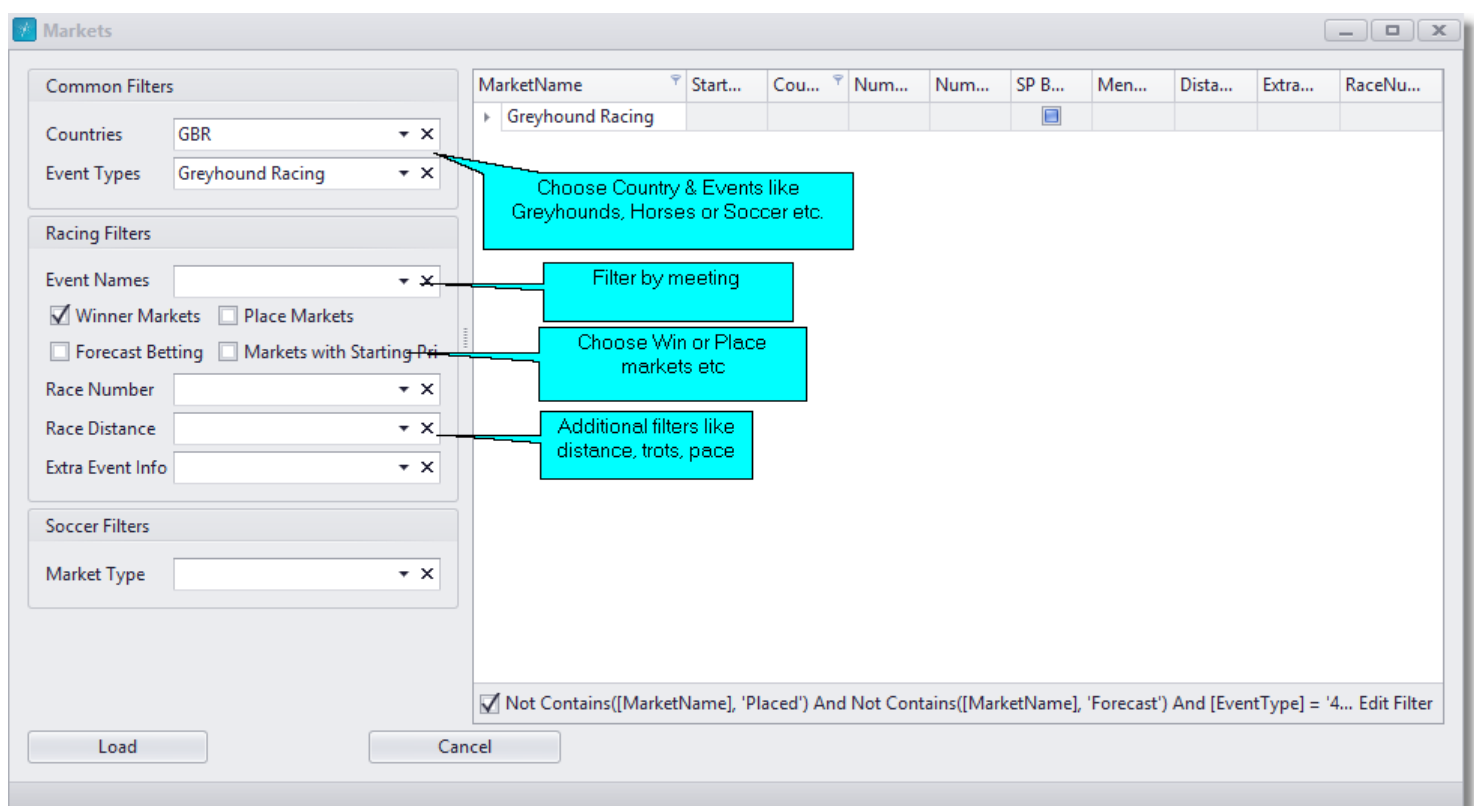 Markets
Common Filters
Countries GBR
Event Types Greyhound Racing
Racing Filters
Event Names
Winner Markets Place Markets
Forecast Betting Markets with Starting Pri
Race Number
Race Distance
Extra Event Info
Soccer Filters
Market Type
Load Cancel
MarketName Start... Cou... Num... Num... SP B... Men... Dista... Extra... RaceNu...
Greyhound Racing
Choose Country & Events like
Greyhounds, Horses or Soccer etc.
Filter by meeting
Choose Win or Place
markets etc
Additional filters like
distance, trots, pace
Not Contains([MarketName], 'Placed') And Not Contains([MarketName], 'Forecast') And [EventType] = '4... Edit Filter